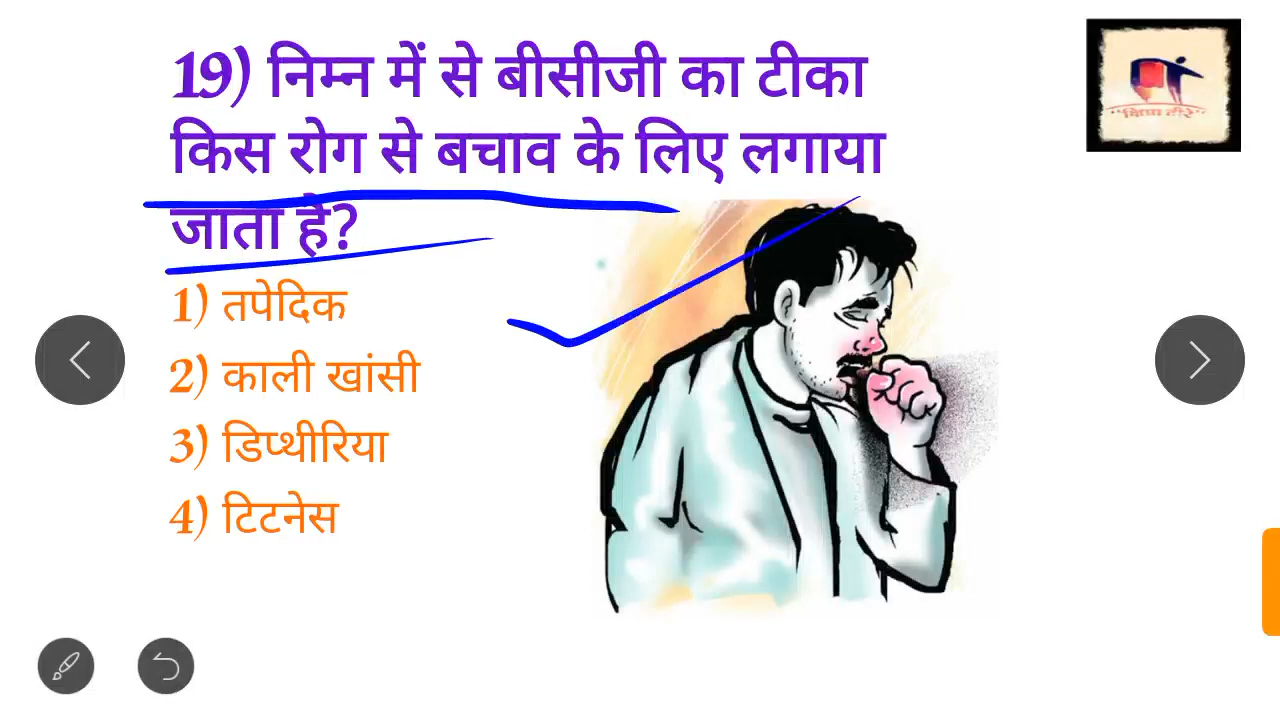 19) निम्न में से बीसीजी का टीका
किस रोग से बचाव के लिए लगाया
जाता है?
1) तपेदिक
2) काली खांसी
3) डिप्थीरिया
4) टिटनेस